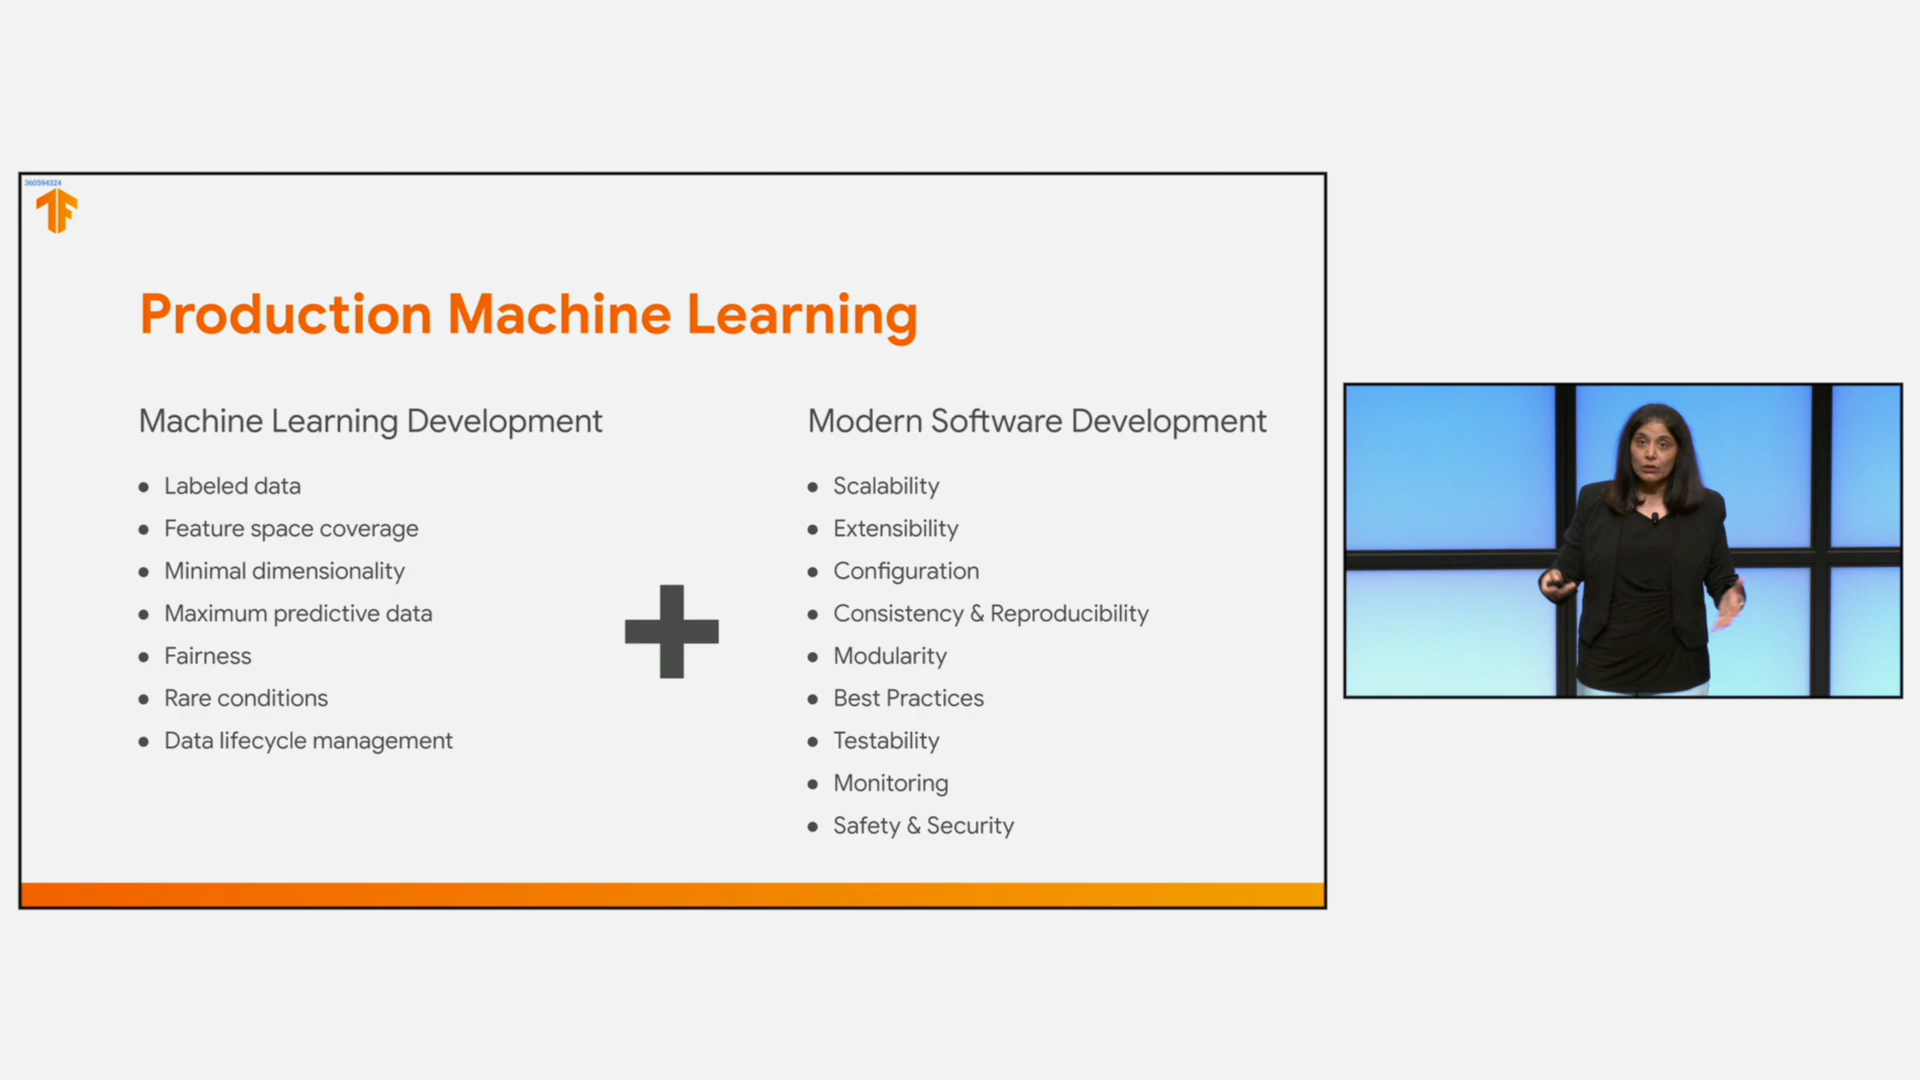 360594324
Production Machine Learning
Machine Learning Development
Labeled data
Feature space coverage
Minimal dimensionality
Maximum predictive data
Fairness
Rare conditions
Data lifecycle management
Modern Software Development
Scalability
Extensibility
Configuration
Consistency & Reproducibility
Modularity
Best Practices
Testability
Monitoring
Safety & Security